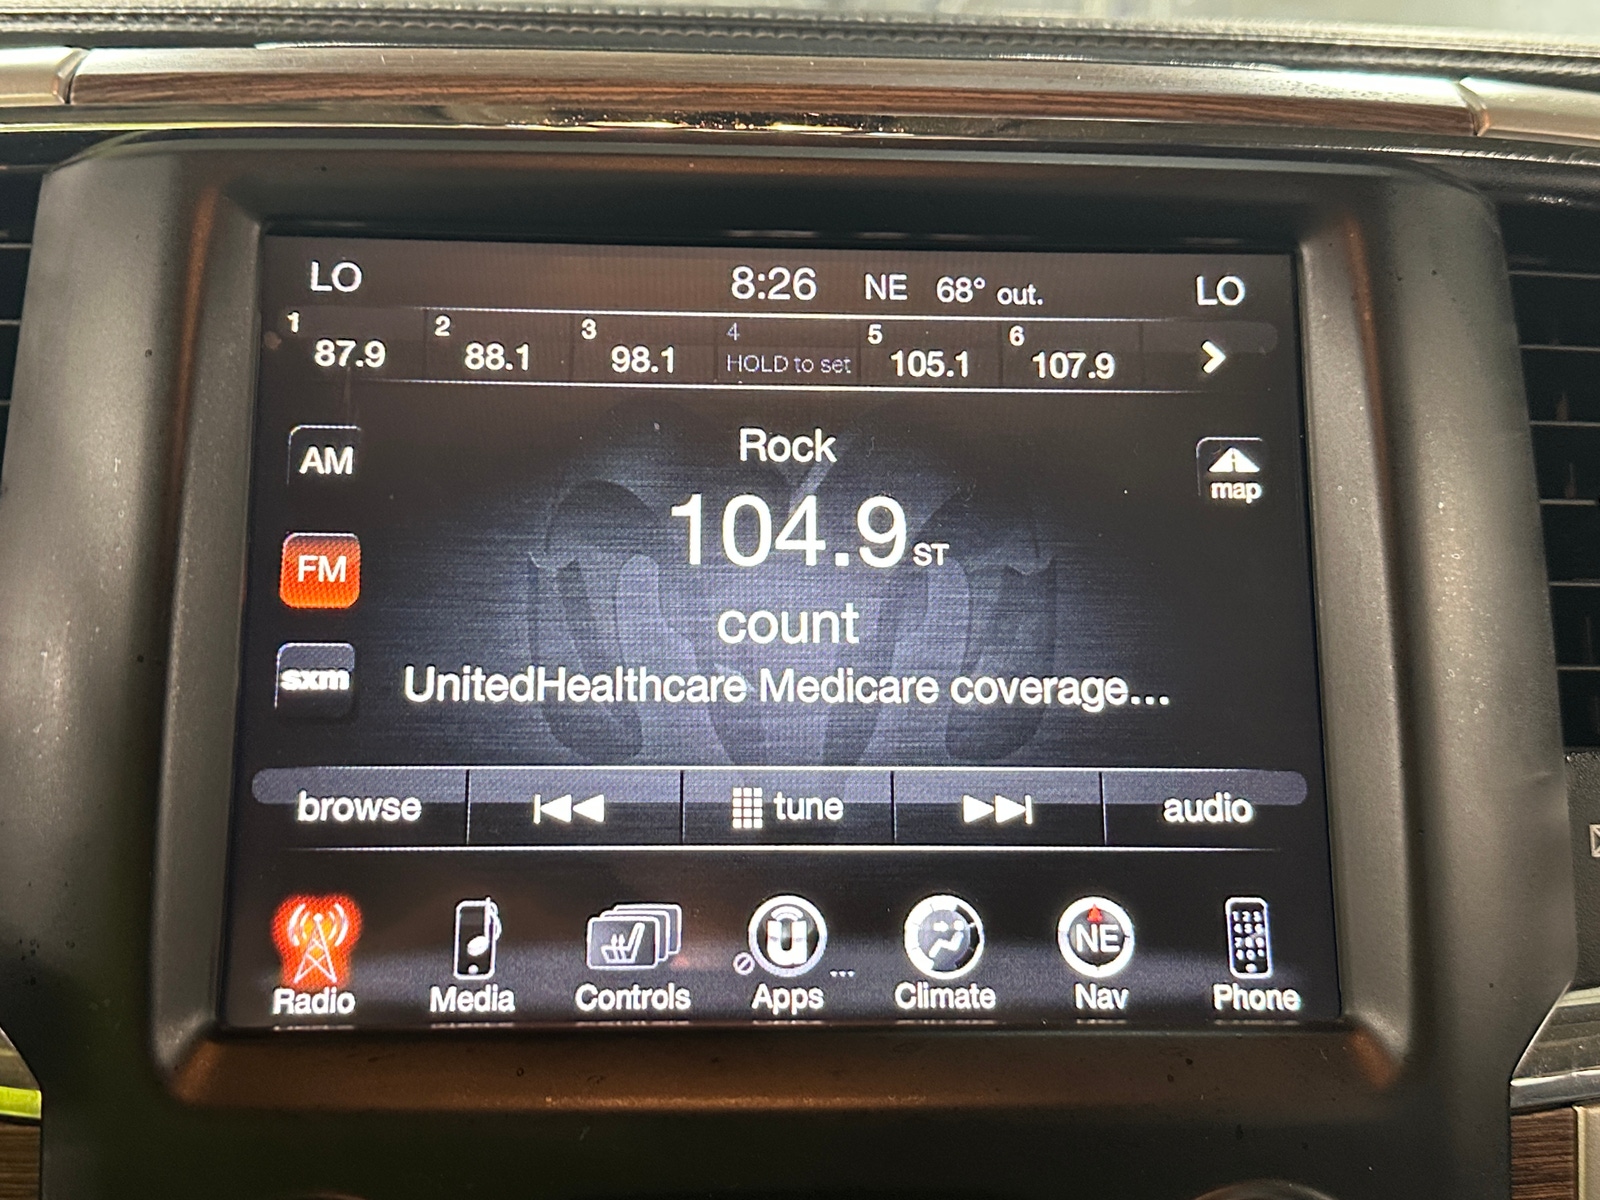 LO 8:26 NE 68° out. LO
1 87.9 2 88.1 3 98.1 4 HOLD to set 5 105.1 6 107.9
AM
Rock
map
104.9 ST
FM
count
sxm
UnitedHealthcare Medicare coverage...
browse tune audio
NE
Radio Media Controls Apps ... Climate Nav Phone